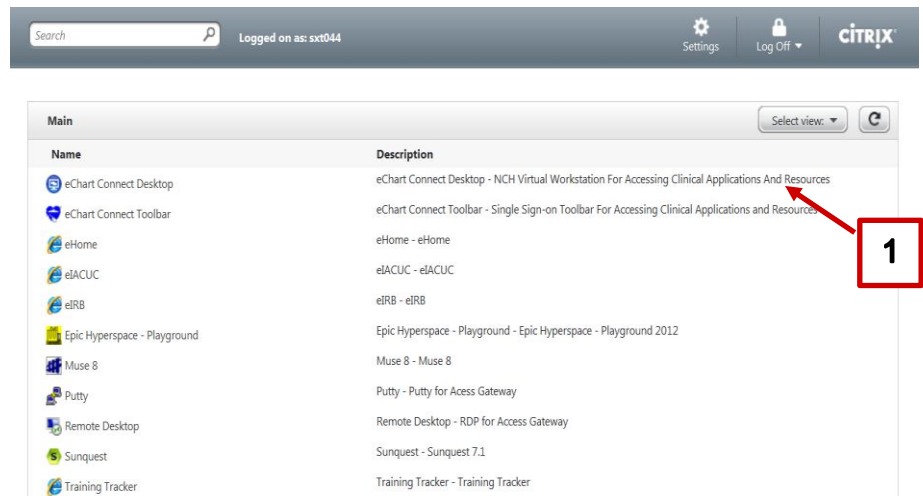 Search
Logged on as: sxt044
Settings
Log Off
CİTRIX
Main
Select view:
Name Description
eChart Connect Desktop eChart Connect Desktop - NCH Virtual Workstation For Accessing Clinical Applications And Resources
eChart Connect Toolbar eChart Connect Toolbar - Single Sign-on Toolbar For Accessing Clinical Applications and Resources
1
eHome eHome - eHome
eIACUC eIACUC - eIACUC
eIRB eIRB - eIRB
Epic Hyperspace - Playground Epic Hyperspace - Playground - Epic Hyperspace - Playground 2012
Muse 8 Muse 8 - Muse 8
Putty Putty - Putty for Acess Gateway
Remote Desktop Remote Desktop - RDP for Access Gateway
Sunquest Sunquest - Sunquest 7.1
Training Tracker Training Tracker - Training Tracker